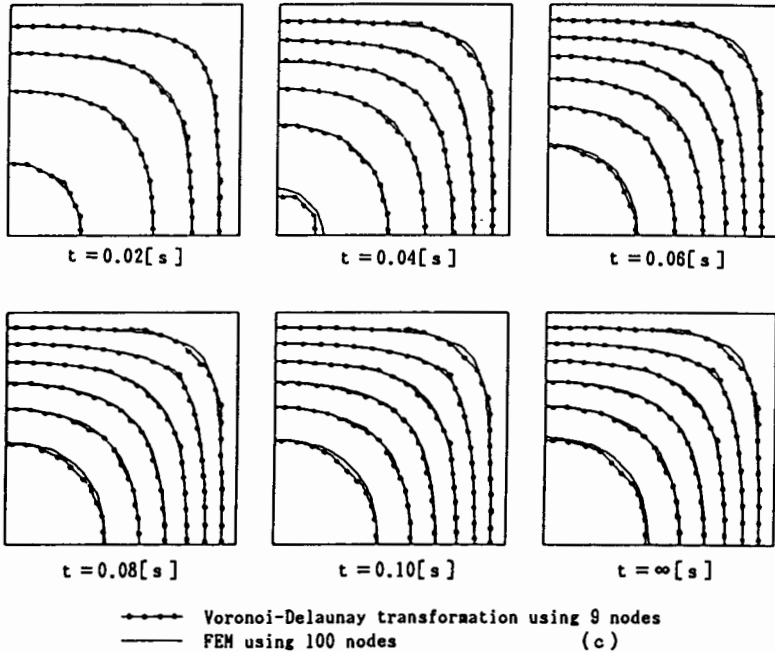 t=0.02[s]
t=0.04[s]
t=0.06[s]
t=0.08[s]
t=0.10[s]
t=∞[s]
Voronoi-Delaunay transformation using 9 nodes
FEM using 100 nodes
(c)